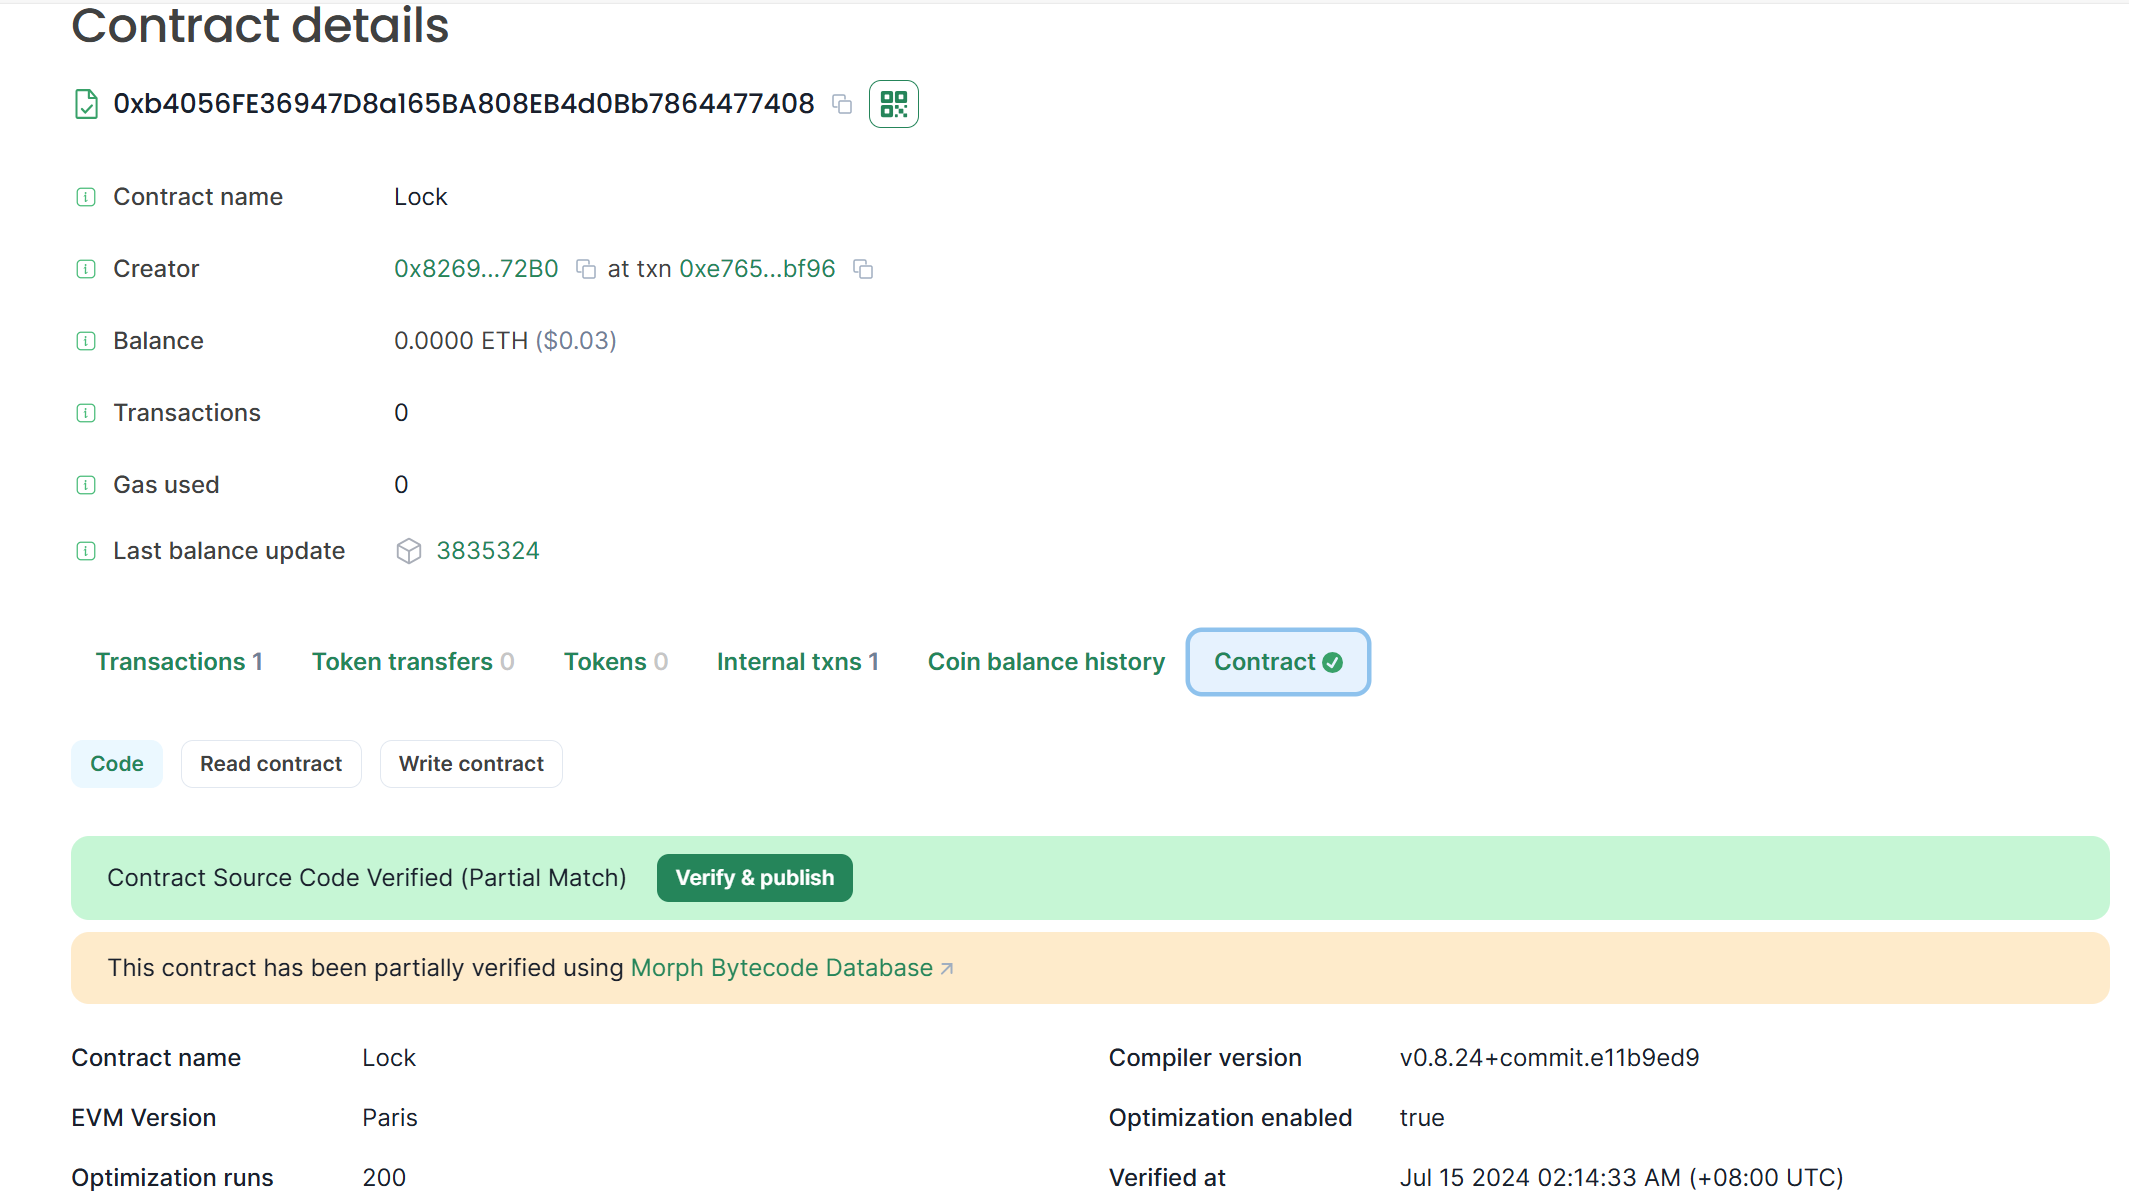 Contract details
0xb4056FE36947D8a165BA808EB4d0Bb7864477408
Contract name Lock
Creator 0x8269...72B0 at txn 0xe765...bf96
Balance 0.0000 ETH ($0.03)
Transactions 0
Gas used 0
Last balance update 3835324
Transactions 1 Token transfers 0 Tokens 0 Internal txns 1 Coin balance history Contract
Code Read contract Write contract
Contract Source Code Verified (Partial Match) Verify & publish
This contract has been partially verified using Morph Bytecode Database
Contract name Lock Compiler version v0.8.24+commit.e11b9ed9
EVM Version Paris Optimization enabled true
Optimization runs 200 Verified at Jul 15 2024 02:14:33 AM (+08:00 UTC)